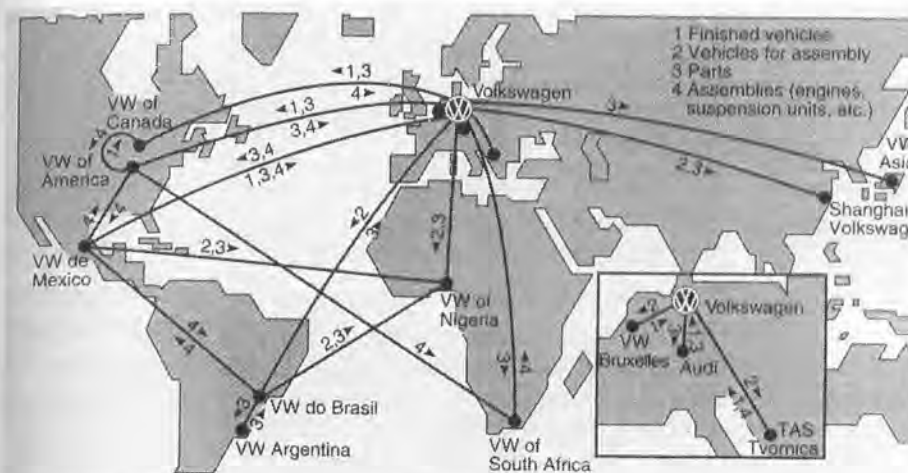 1 Finished vehicles
2 Vehicles for assembly
3 Parts
4 Assemblies (engines,
suspension units, etc.)
Volkswagen
VW of
Canada
VW of
America
VW de
Mexico
VW do Brasil
VW Argentina
VW of
Nigeria
VW of
South Africa
VW
Asia
Shanghai
Volkswagen
◄1,3
4►
◄1,3
3,4►
◄3,4
1,3,4►
3►
2,3►
◄2
3►
◄2,3
2,3►
2,3►
4►
4►
◄4
3►
◄4
◄3
3►
Volkswagen
VW
Bruxelles
Audi
TAS
Tvornica
1►
2►
◄1,4